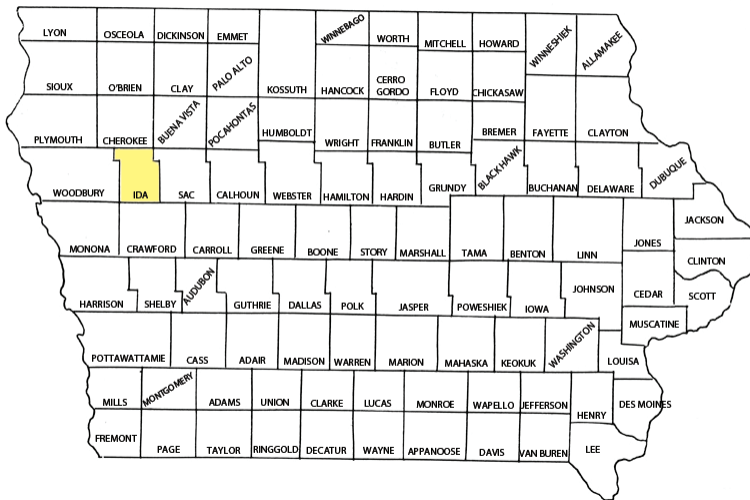 LYON
OSCEOLA
DICKINSON
EMMET
WINNEBAGO
WORTH
MITCHELL
HOWARD
WINNESHIEK
ALLAMAKEE
SIOUX
O'BRIEN
CLAY
PALO ALTO
KOSSUTH
HANCOCK
CERRO
GORDO
FLOYD
CHICKASAW
PLYMOUTH
CHEROKEE
BUENA VISTA
POCAHONTAS
HUMBOLDT
WRIGHT
FRANKLIN
BUTLER
BREMER
FAYETTE
CLAYTON
WOODBURY
IDA
SAC
CALHOUN
WEBSTER
HAMILTON
HARDIN
GRUNDY
BLACK HAWK
BUCHANAN
DELAWARE
DUBUQUE
MONONA
CRAWFORD
CARROLL
GREENE
BOONE
STORY
MARSHALL
TAMA
BENTON
LINN
JONES
JACKSON
CLINTON
HARRISON
SHELBY
AUDUBON
GUTHRIE
DALLAS
POLK
JASPER
POWESHIEK
IOWA
JOHNSON
CEDAR
SCOTT
MUSCATINE
POTTAWATTAMIE
CASS
ADAIR
MADISON
WARREN
MARION
MAHASKA
KEOKUK
WASHINGTON
LOUISA
MILLS
MONTGOMERY
ADAMS
UNION
CLARKE
LUCAS
MONROE
WAPELLO
JEFFERSON
HENRY
DES MOINES
FREMONT
PAGE
TAYLOR
RINGGOLD
DECATUR
WAYNE
APPANOOSE
DAVIS
VAN BUREN
LEE